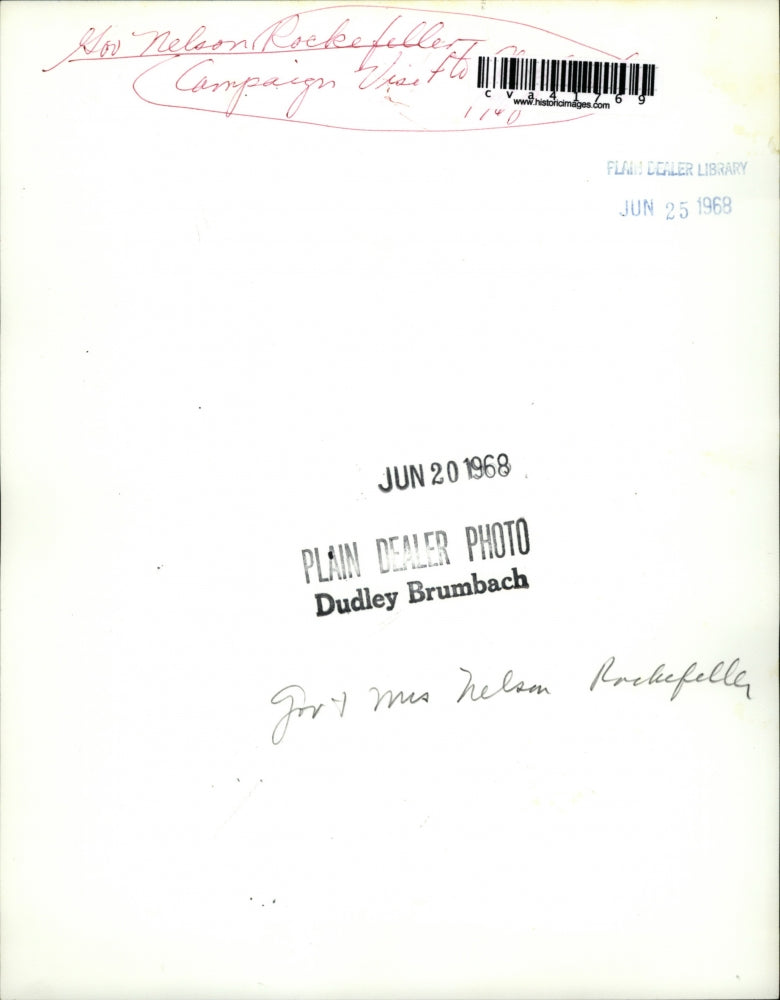 Gov Nelson Rockefeller
Campaign Visit to
cva41769
www.historicimages.com
PLAIN DEALER LIBRARY
JUN 25 1968
JUN 20 1968
PLAIN DEALER PHOTO
Dudley Brumbach
Gov + Mrs Nelson Rockefeller